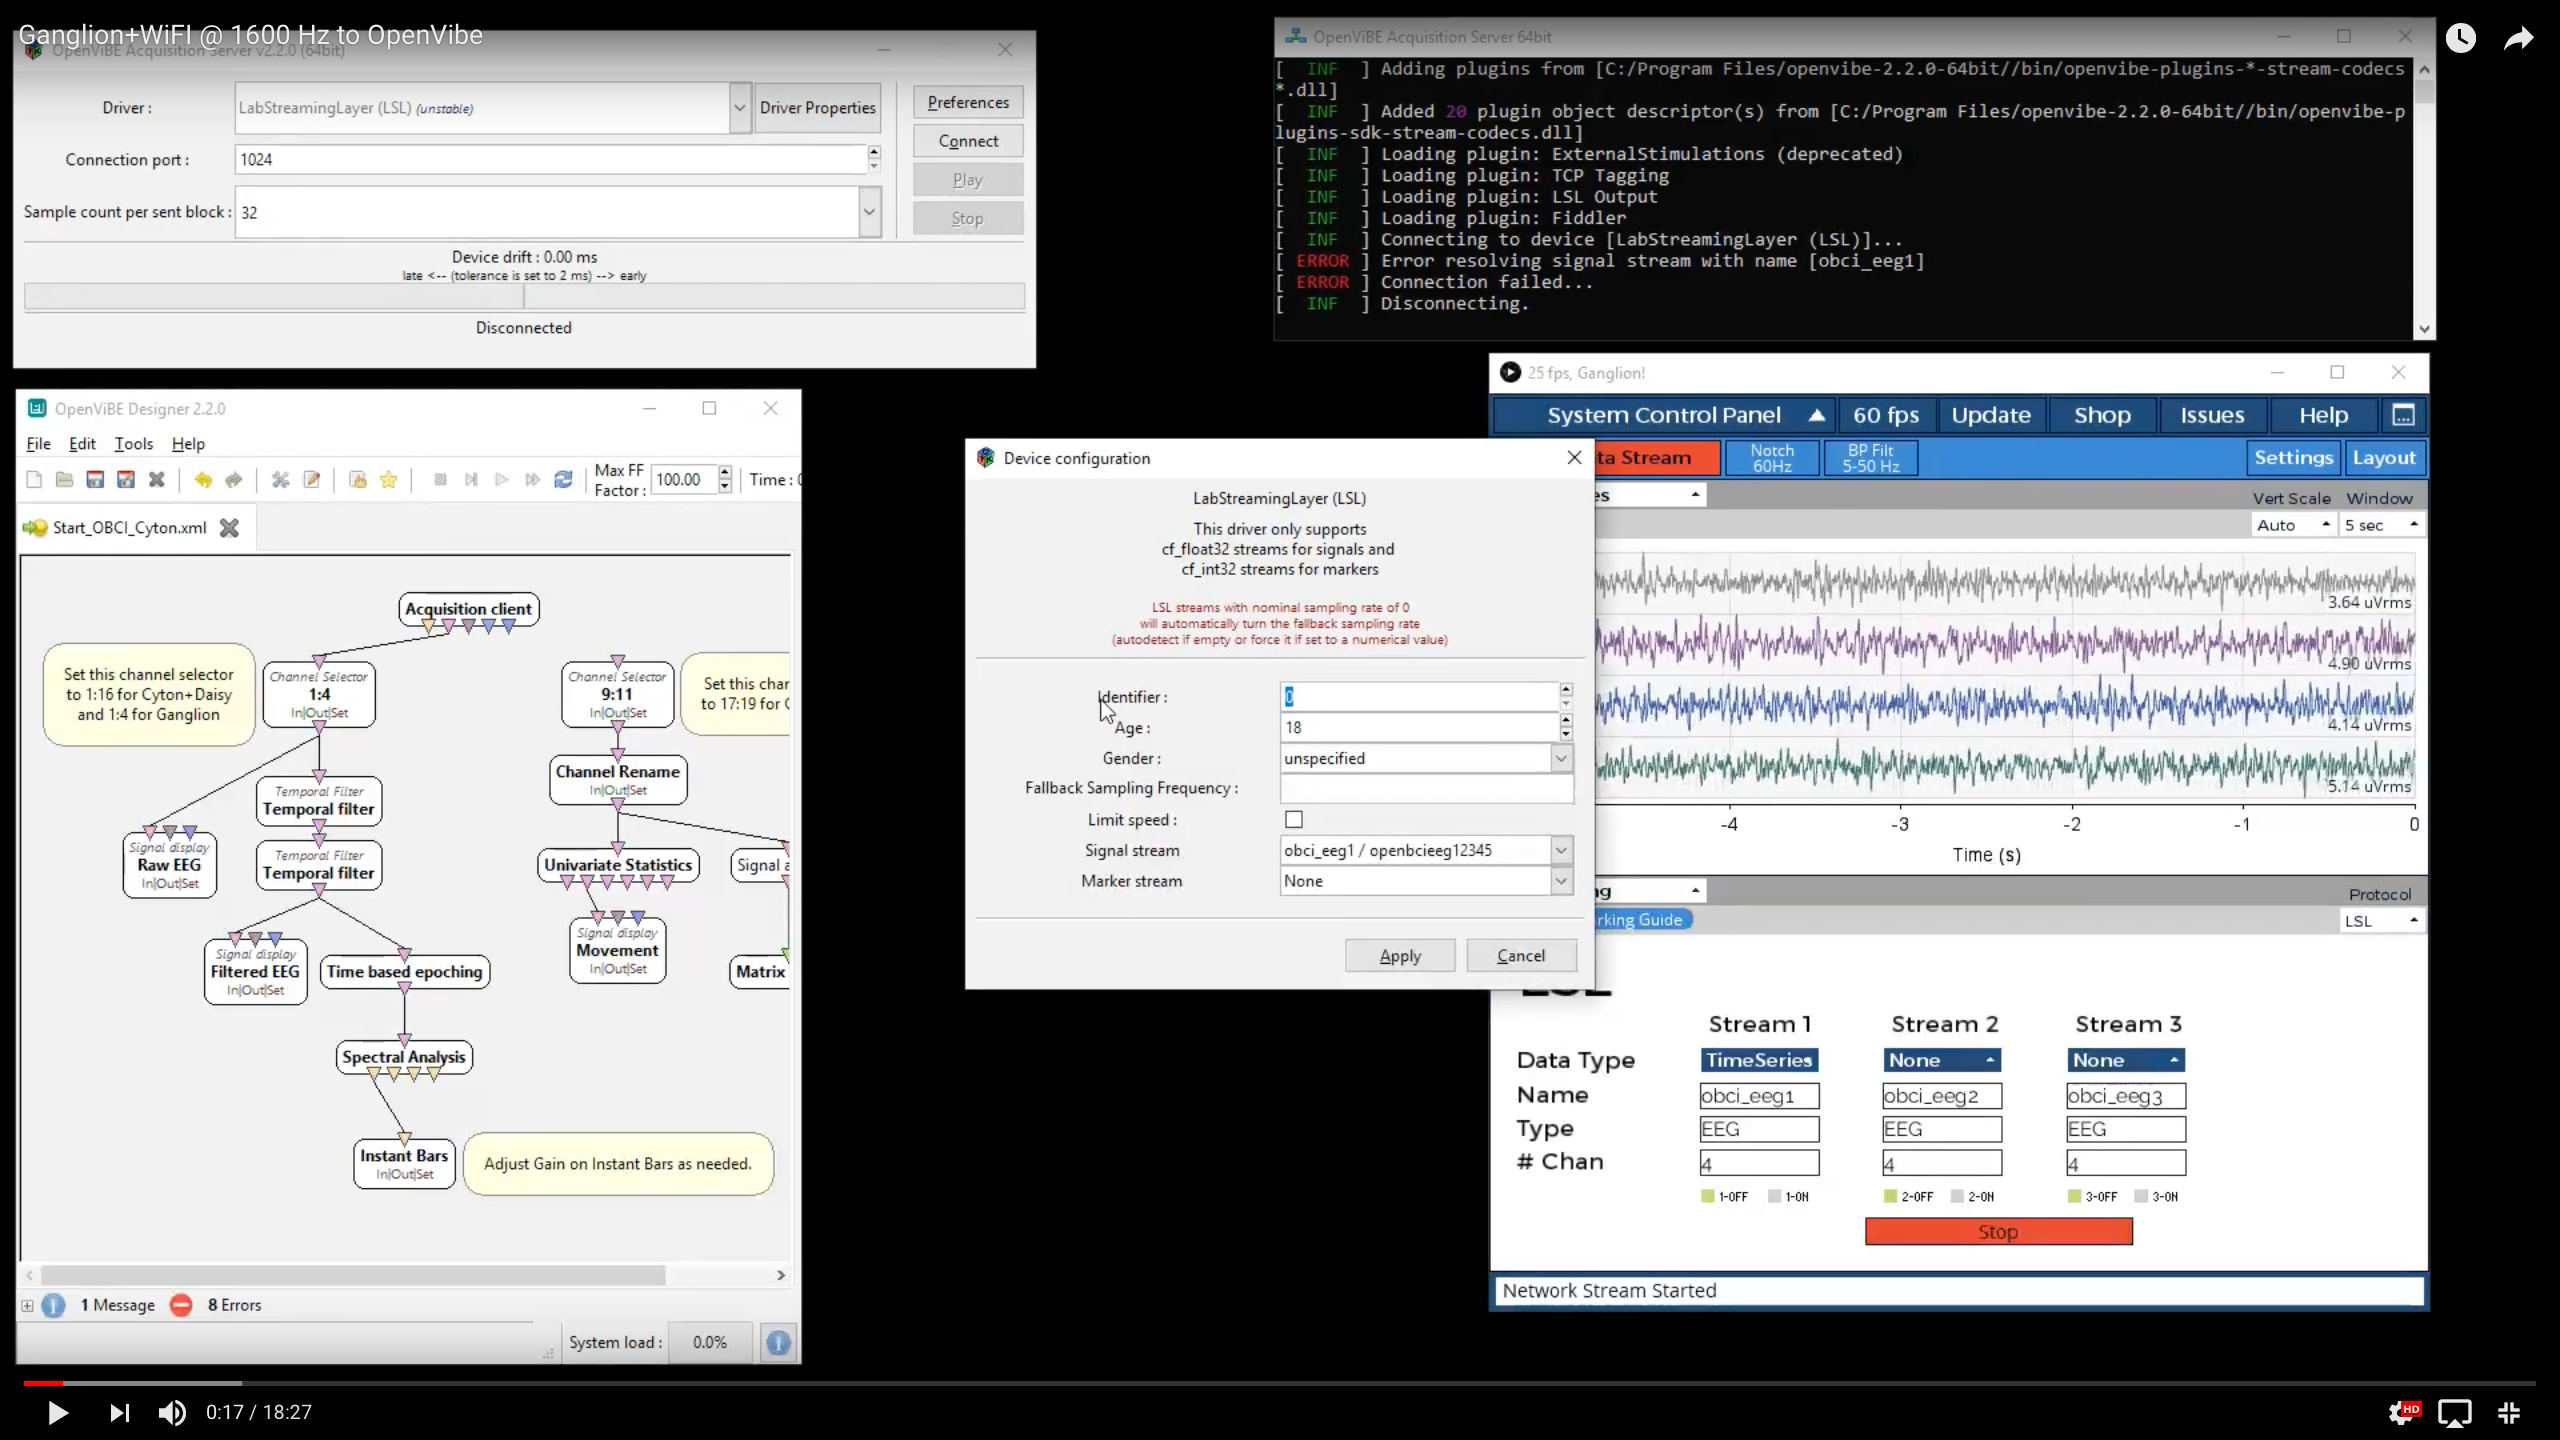 Ganglion+WiFI @ 1600 Hz to OpenVibe
OpenViBE Acquisition Server v2.2.0 (64bit)
Driver :
LabStreamingLayer (LSL) (unstable)
Driver Properties
Preferences
Connect
Connection port :
1024
Play
Sample count per sent block :
32
Stop
Device drift : 0.00 ms
late <-- (tolerance is set to 2 ms) --> early
Disconnected
OpenViBE Acquisition Server 64bit
[ INF ] Adding plugins from [C:/Program Files/openvibe-2.2.0-64bit//bin/openvibe-plugins-*-stream-codecs
*.dll]
[ INF ] Added 20 plugin object descriptor(s) from [C:/Program Files/openvibe-2.2.0-64bit//bin/openvibe-p
lugins-sdk-stream-codecs.dll]
[ INF ] Loading plugin: ExternalStimulations (deprecated)
[ INF ] Loading plugin: TCP Tagging
[ INF ] Loading plugin: LSL Output
[ INF ] Loading plugin: Fiddler
[ INF ] Connecting to device [LabStreamingLayer (LSL)]...
[ ERROR ] Error resolving signal stream with name [obci_eeg1]
[ ERROR ] Connection failed...
[ INF ] Disconnecting.
OpenViBE Designer 2.2.0
File Edit Tools Help
Max FF
Factor :
100.00
Time :
Start_OBCI_Cyton.xml
Acquisition client
Set this channel selector
to 1:16 for Cyton+Daisy
and 1:4 for Ganglion
Channel Selector
1:4
In|Out|Set
Channel Selector
9:11
In|Out|Set
Set this char
to 17:19 for
Temporal Filter
Temporal filter
Channel Rename
In|Out|Set
Signal display
Raw EEG
In|Out|Set
Temporal Filter
Temporal filter
Univariate Statistics
Signal a
Signal display
Filtered EEG
In|Out|Set
Time based epoching
Signal display
Movement
In|Out|Set
Matrix
Spectral Analysis
Instant Bars
In|Out|Set
Adjust Gain on Instant Bars as needed.
1 Message
8 Errors
System load :
0.0%
Device configuration
LabStreamingLayer (LSL)
This driver only supports
cf_float32 streams for signals and
cf_int32 streams for markers
LSL streams with nominal sampling rate of 0
will automatically turn the fallback sampling rate
(autodetect if empty or force it if set to a numerical value)
Identifier :
0
Age :
18
Gender :
unspecified
Fallback Sampling Frequency :
Limit speed :
Signal stream
obci_eeg1 / openbcieeg12345
Marker stream
None
Apply
Cancel
25 fps, Ganglion!
System Control Panel
60 fps
Update
Shop
Issues
Help
ta Stream
Notch
60Hz
BP Filt
5-50 Hz
Settings
Layout
es
Vert Scale
Window
Auto
5 sec
3.64 uVrms
4.90 uVrms
4.14 uVrms
5.14 uVrms
-4 -3 -2 -1 0
Time (s)
ng
Protocol
rking Guide
LSL
LSL
Stream 1 Stream 2 Stream 3
Data Type TimeSeries None None
Name obci_eeg1 obci_eeg2 obci_eeg3
Type EEG EEG EEG
# Chan 4 4 4
1-OFF 1-ON 2-OFF 2-ON 3-OFF 3-ON
Stop
Network Stream Started
0:17 / 18:27
HD